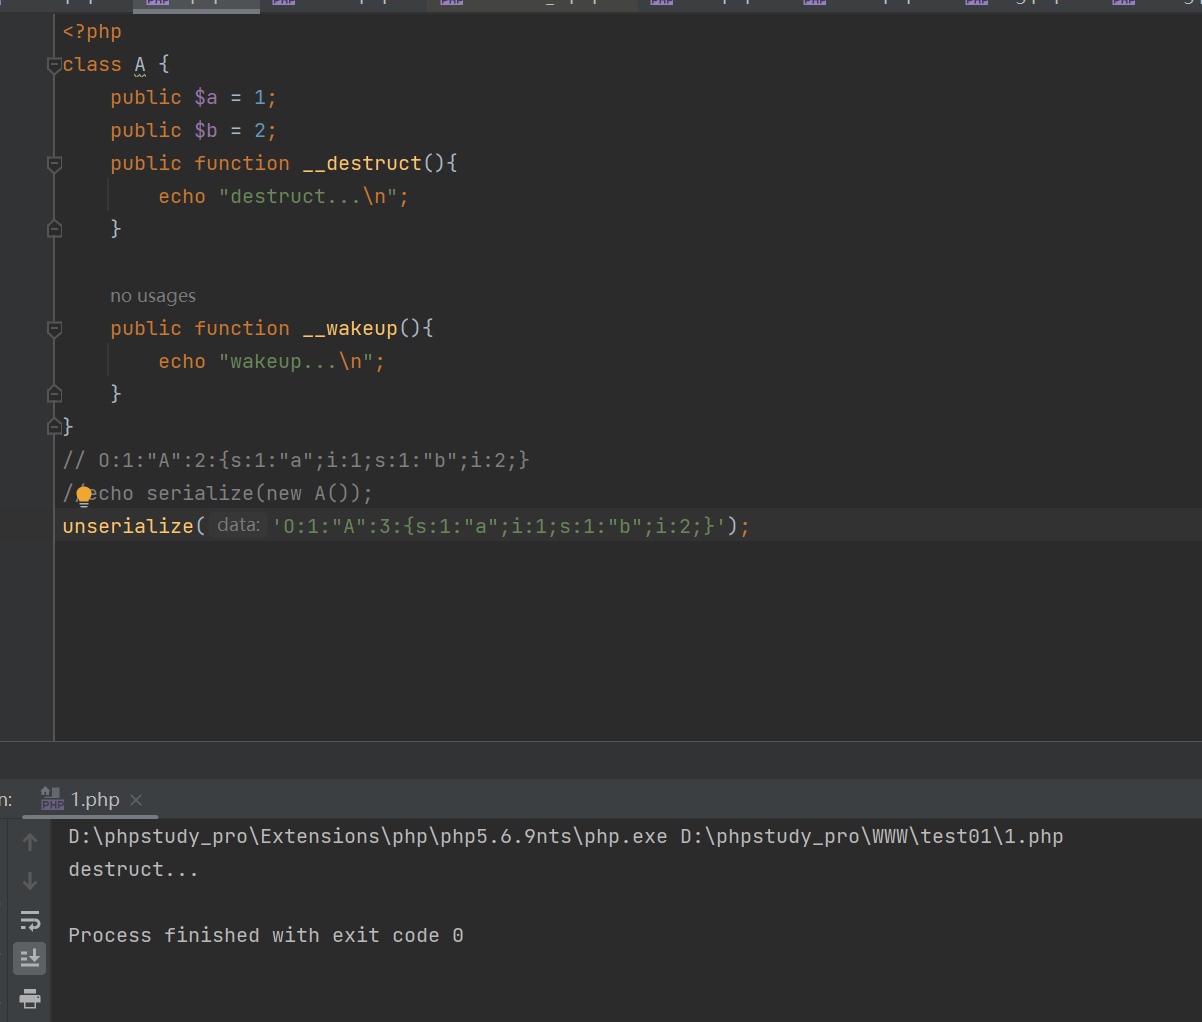 <?php
class A {
public $a = 1;
public $b = 2;
public function __destruct(){
echo "destruct...\n";
}
no usages
public function __wakeup(){
echo "wakeup...\n";
}
}
// O:1:"A":2:{s:1:"a";i:1;s:1:"b";i:2;}
//echo serialize(new A());
unserialize( data: 'O:1:"A":3:{s:1:"a";i:1;s:1:"b";i:2;}');
n: 1.php
D:\phpstudy_pro\Extensions\php\php5.6.9nts\php.exe D:\phpstudy_pro\WWW\test01\1.php
destruct...
Process finished with exit code 0